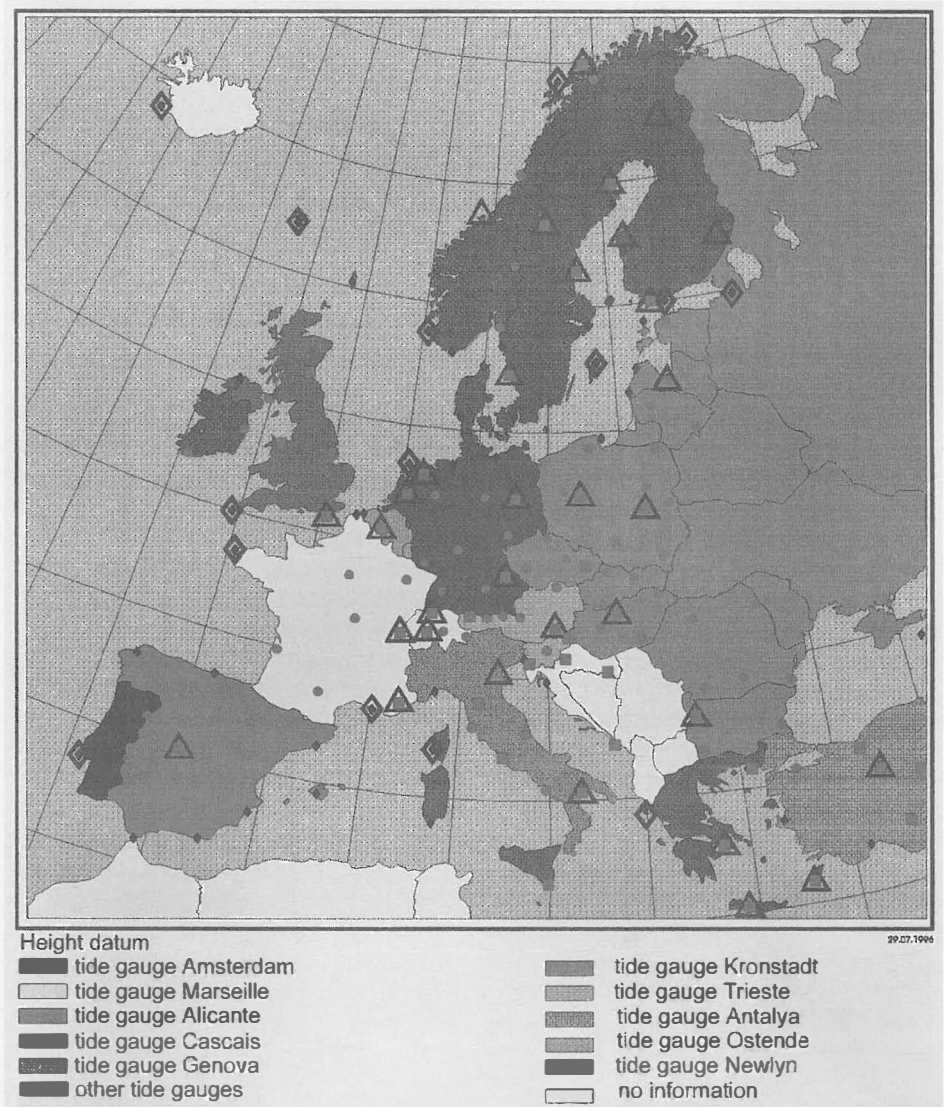 Height datum
29.07.1996
tide gauge Amsterdam
tide gauge Marseille
tide gauge Alicante
tide gauge Cascais
tide gauge Genova
other tide gauges
tide gauge Kronstadt
tide gauge Trieste
tide gauge Antalya
tide gauge Ostende
tide gauge Newlyn
no information